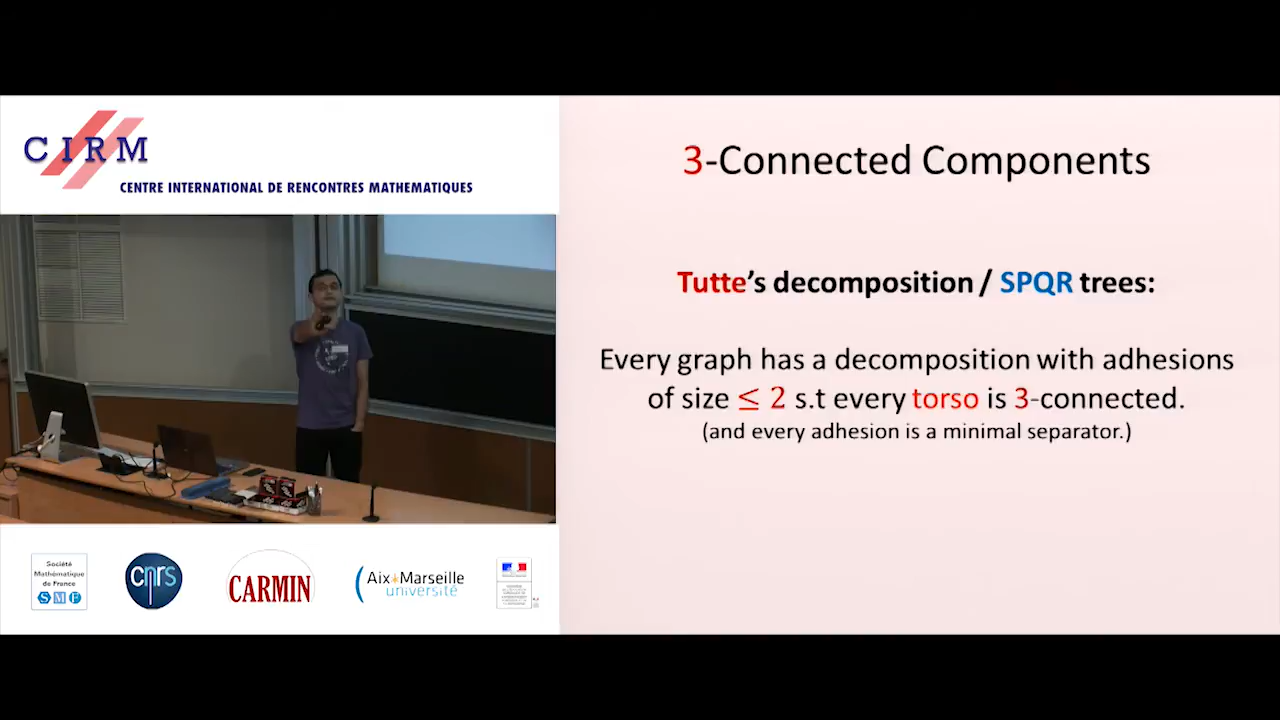 CIRM
CENTRE INTERNATIONAL DE RENCONTRES MATHEMATIQUES
3-Connected Components
Tutte's decomposition / SPQR trees:
Every graph has a decomposition with adhesions
of size ≤ 2 s.t every torso is 3-connected.
(and every adhesion is a minimal separator.)
Société
Mathématique
de France
SMF
cnrs
CARMIN
Aix*Marseille
université